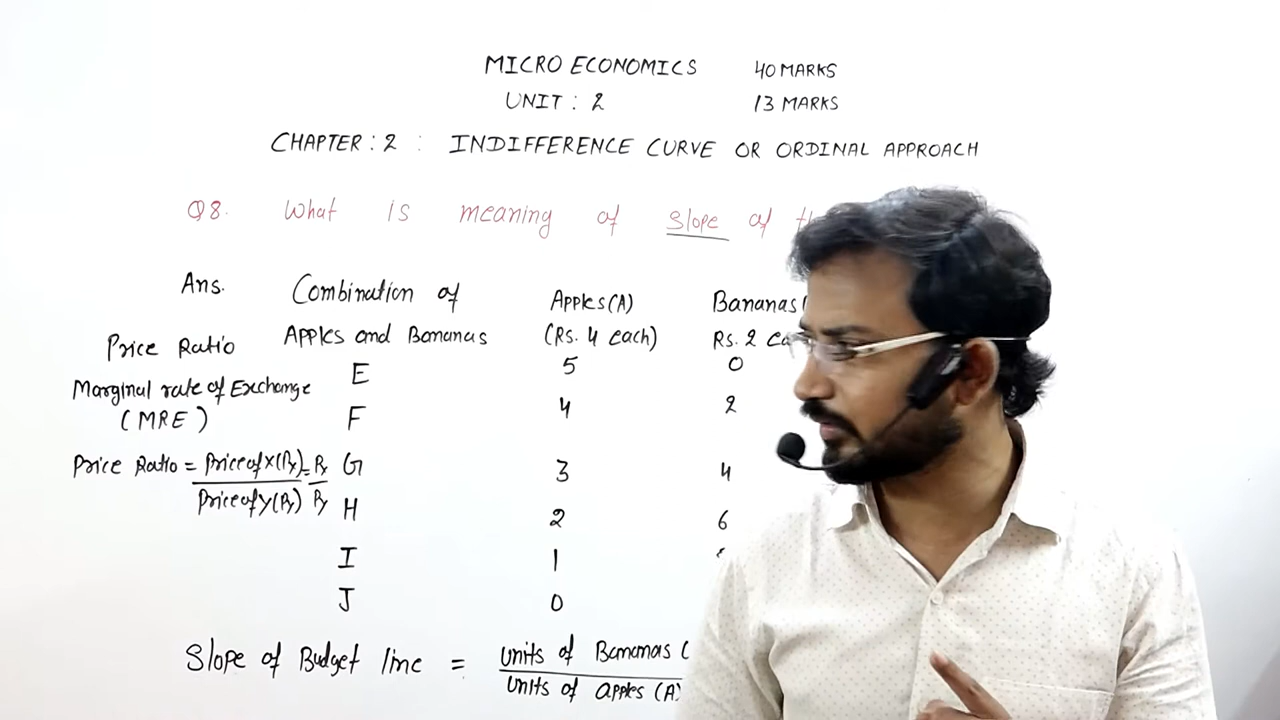 MICRO ECONOMICS 40 MARKS
UNIT : 2 13 MARKS
CHAPTER : 2 : INDIFFERENCE CURVE OR ORDINAL APPROACH
Q8. What is meaning of slope of
Ans. Combination of Apples (A) Bananas (
Price Ratio Apples and Bananas (Rs. 4 each) Rs. 2
E 5 0
Marginal rate of Exchange
(MRE) F 4 2
Price Ratio = Price of X (Px) = Px G 3 4
Price of Y (Py) Py H 2 6
I 1
J 0
Slope of Budget line = units of Bananas (
units of apples (A)